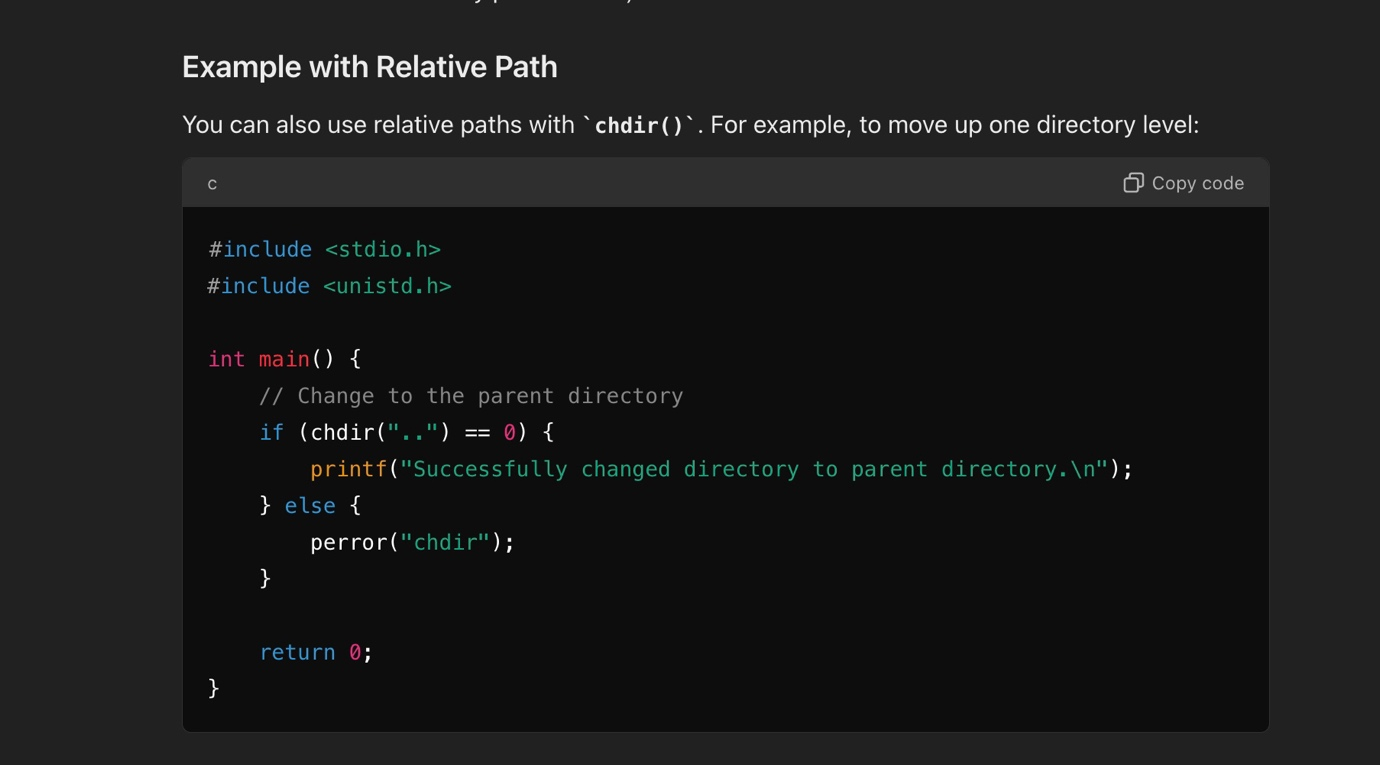 Example with Relative Path
You can also use relative paths with `chdir()`. For example, to move up one directory level:
c
Copy code
#include <stdio.h>
#include <unistd.h>
int main() {
    // Change to the parent directory
    if (chdir("..") == 0) {
        printf("Successfully changed directory to parent directory.\n");
    } else {
        perror("chdir");
    }
    return 0;
}